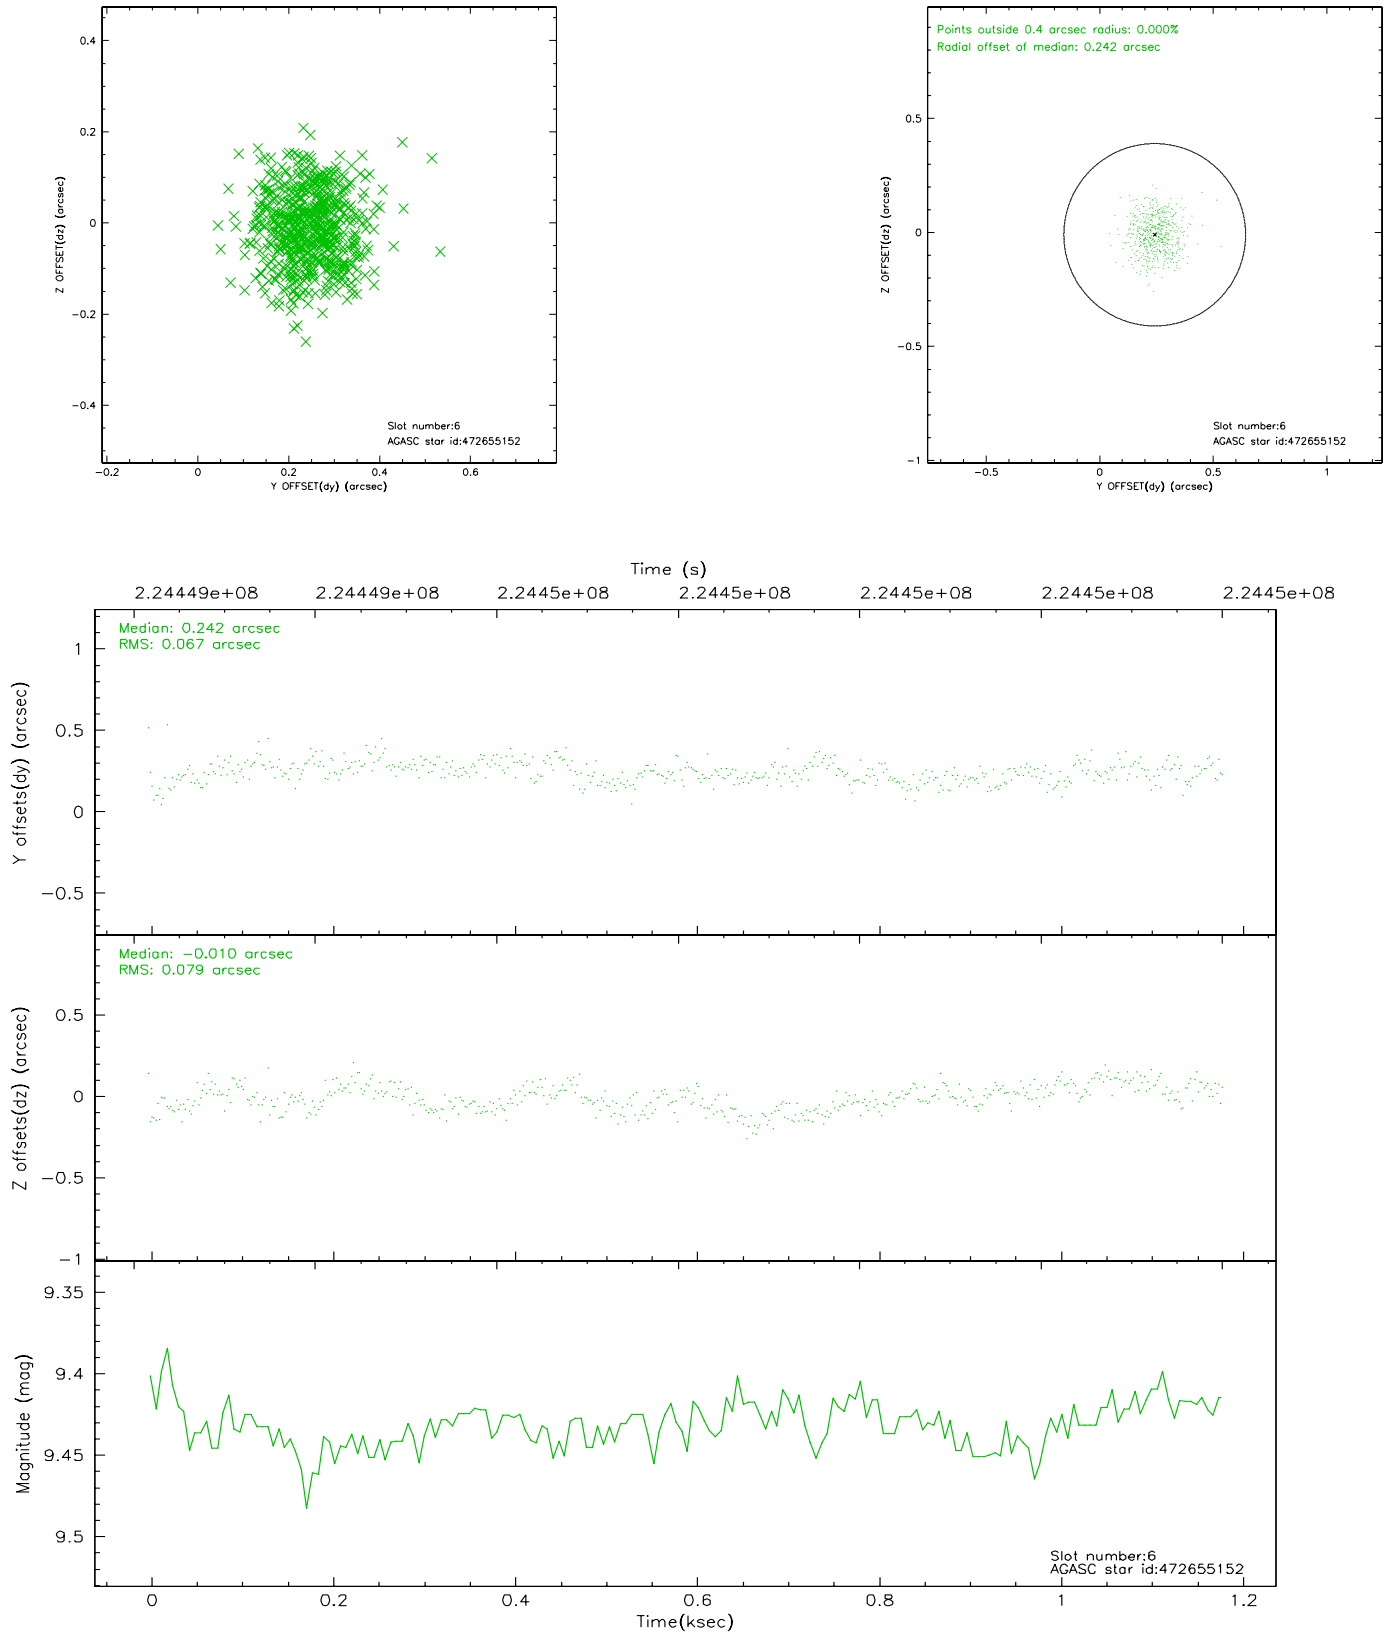 0.4
0.2
0
−0.2
−0.4
Z OFFSET(dz) (arcsec)
Slot number:6
AGASC star id:472655152
−0.2 0 0.2 0.4 0.6
Y OFFSET(dy) (arcsec)
Points outside 0.4 arcsec radius: 0.000%
Radial offset of median: 0.242 arcsec
0.5
0
−0.5
−1
Z OFFSET(dz) (arcsec)
Slot number:6
AGASC star id:472655152
−0.5 0 0.5 1
Y OFFSET(dy) (arcsec)
Time (s)
2.24449e+08 2.24449e+08 2.2445e+08 2.2445e+08 2.2445e+08 2.2445e+08 2.2445e+08
Median: 0.242 arcsec
RMS: 0.067 arcsec
1
0.5
0
−0.5
Y offsets(dy) (arcsec)
Median: −0.010 arcsec
RMS: 0.079 arcsec
0.5
0
−0.5
−1
Z offsets(dz) (arcsec)
9.35
9.4
9.45
9.5
Magnitude (mag)
Slot number:6
AGASC star id:472655152
0 0.2 0.4 0.6 0.8 1 1.2
Time(ksec)